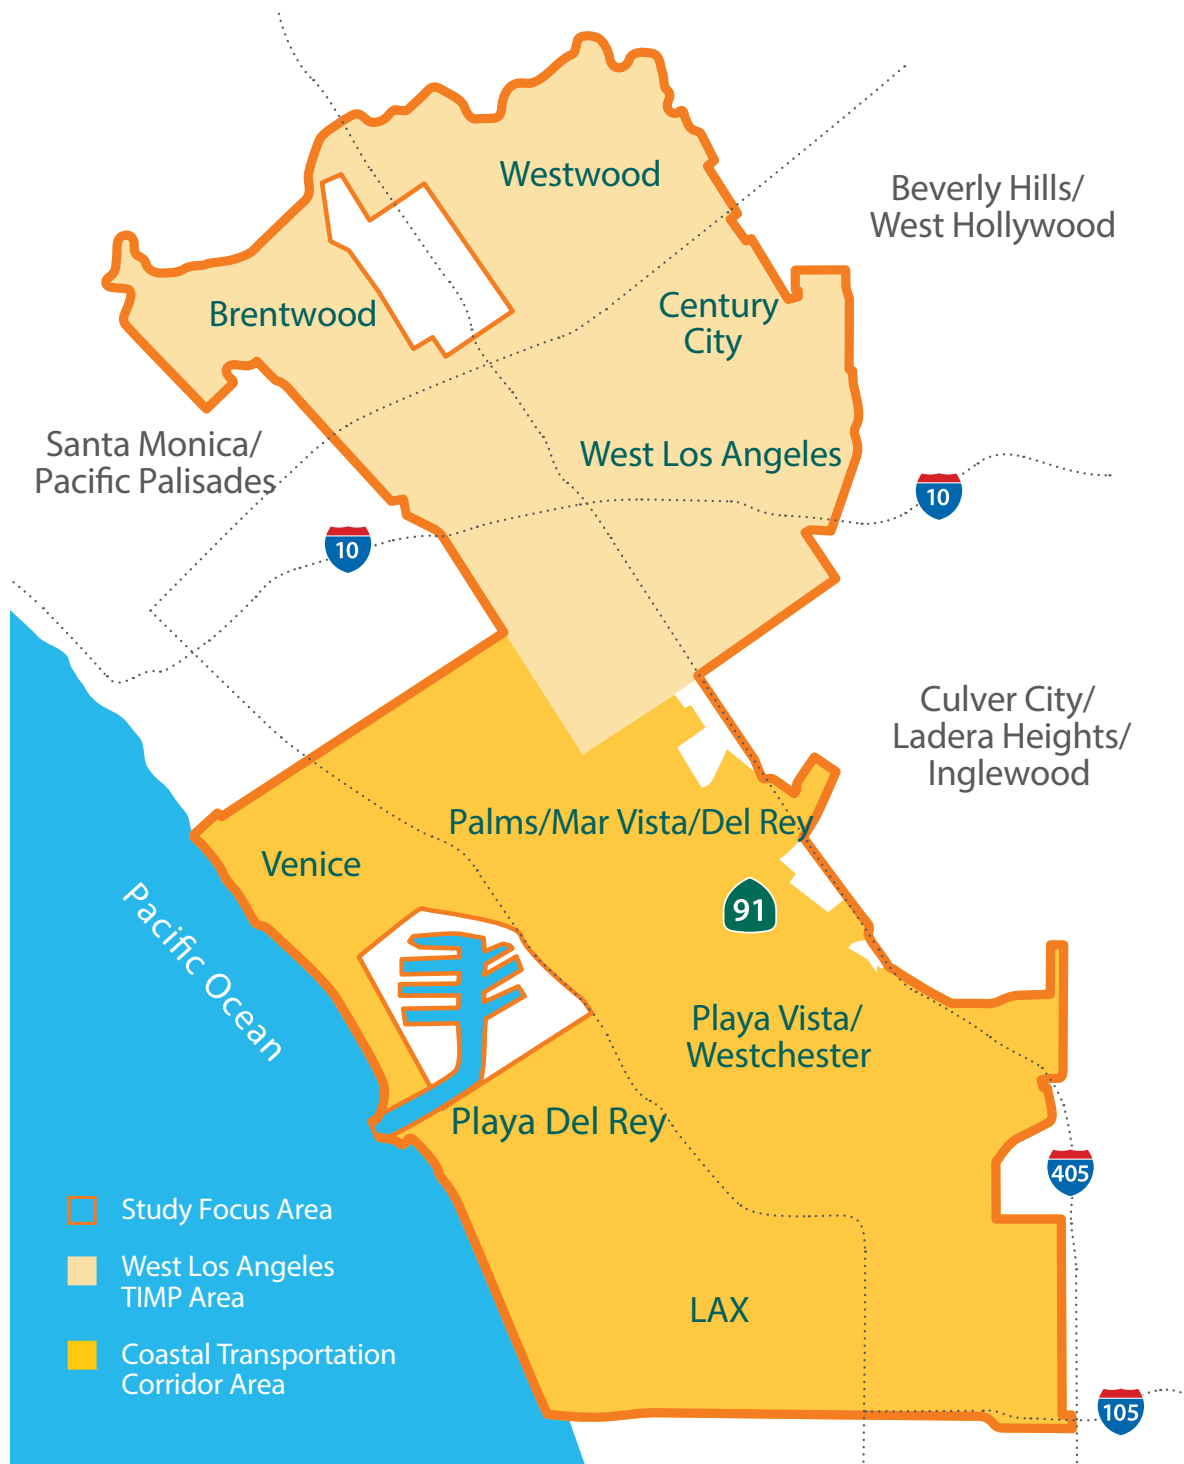 Westwood
Beverly Hills/
West Hollywood
Brentwood
Century
City
Santa Monica/
Pacific Palisades
West Los Angeles
10
10
Culver City/
Ladera Heights/
Inglewood
Palms/Mar Vista/Del Rey
Venice
91
Pacific Ocean
Playa Vista/
Westchester
Playa Del Rey
405
Study Focus Area
West Los Angeles
TIMP Area
LAX
Coastal Transportation
Corridor Area
105